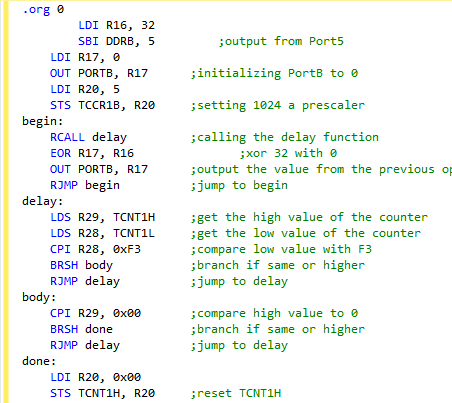 .org 0
LDI R16, 32
SBI DDRB, 5 ;output from Port5
LDI R17, 0
OUT PORTB, R17 ;initializing PortB to 0
LDI R20, 5
STS TCCR1B, R20 ;setting 1024 a prescaler
begin:
RCALL delay ;calling the delay function
EOR R17, R16 ;xor 32 with 0
OUT PORTB, R17 ;output the value from the previous
RJMP begin ;jump to begin
delay:
LDS R29, TCNT1H ;get the high value of the counter
LDS R28, TCNT1L ;get the low value of the counter
CPI R28, 0xF3 ;compare low value with F3
BRSH body ;branch if same or higher
RJMP delay ;jump to delay
body:
CPI R29, 0x00 ;compare high value to 0
BRSH done ;branch if same or higher
RJMP delay ;jump to delay
done:
LDI R20, 0x00
STS TCNT1H, R20 ;reset TCNT1H